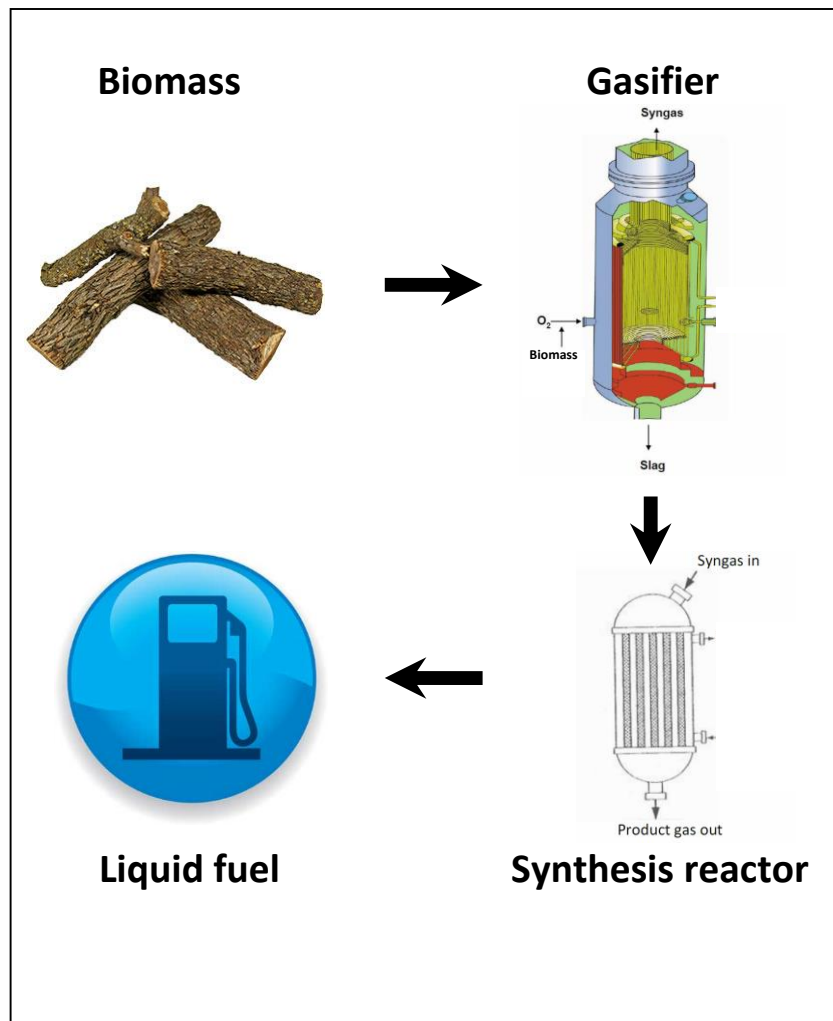 Biomass
Gasifier
Syngas
O₂
Biomass
Slag
Syngas in
Product gas out
Liquid fuel
Synthesis reactor